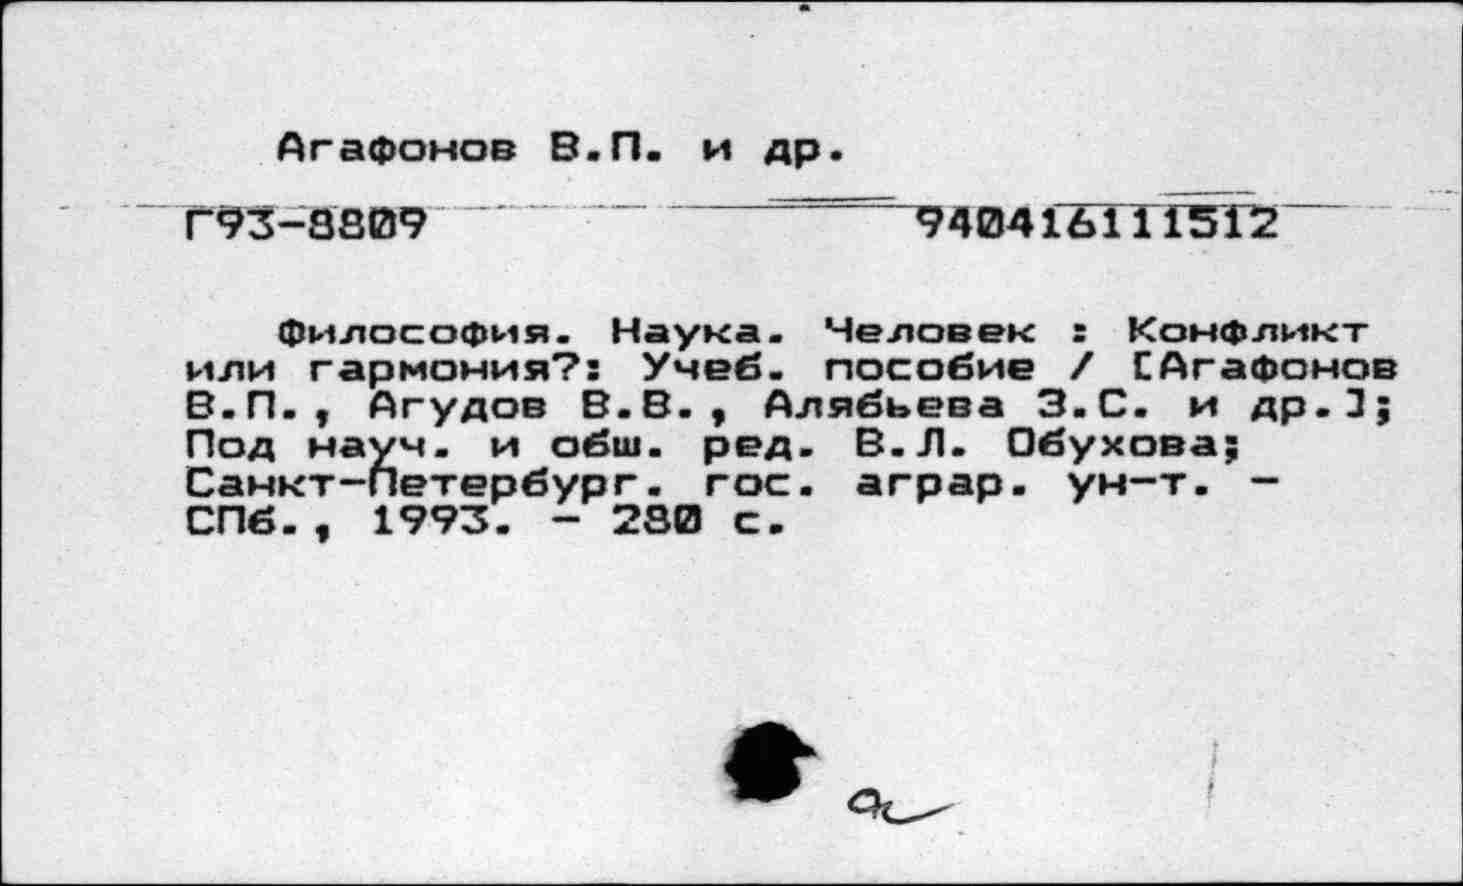 Агафонов В.П. и др.
Г93-8809 940416111512
Философия. Наука. Человек : Конфликт
или гармония?: Учеб. пособие / [Агафонов
В.П., Агудов В.В., Алябьева З.С. и др.];
Под науч. и обш. ред. В.Л. Обухова;
Санкт-Петербург. гос. аграр. ун-т. -
СПб., 1993. - 280 с.